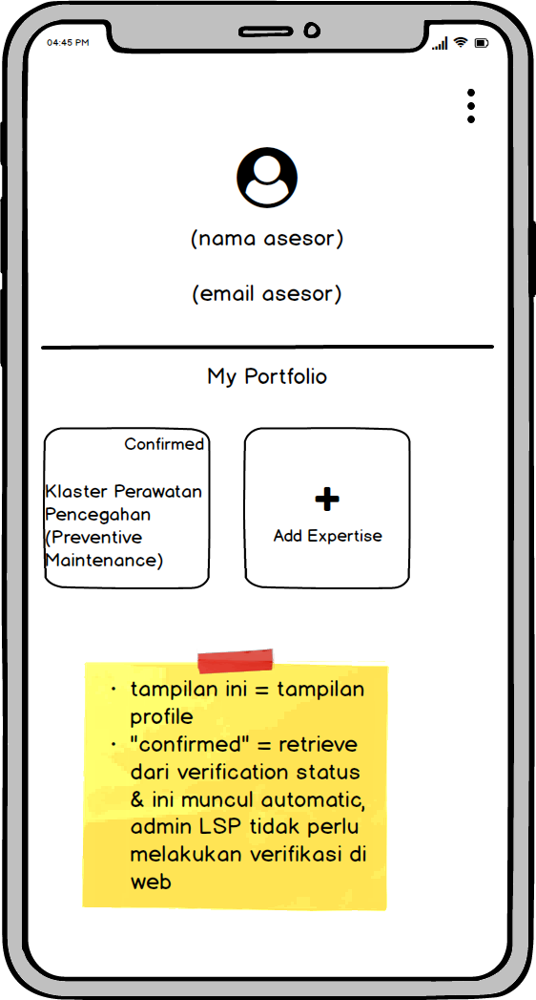 04:45 PM
(nama asesor)
(email asesor)
My Portfolio
Confirmed
Klaster Perawatan
Pencegahan
(Preventive
Maintenance)
Add Expertise
• tampilan ini = tampilan
profile
• "confirmed" = retrieve
dari verification status
& ini muncul automatic,
admin LSP tidak perlu
melakukan verifikasi di
web